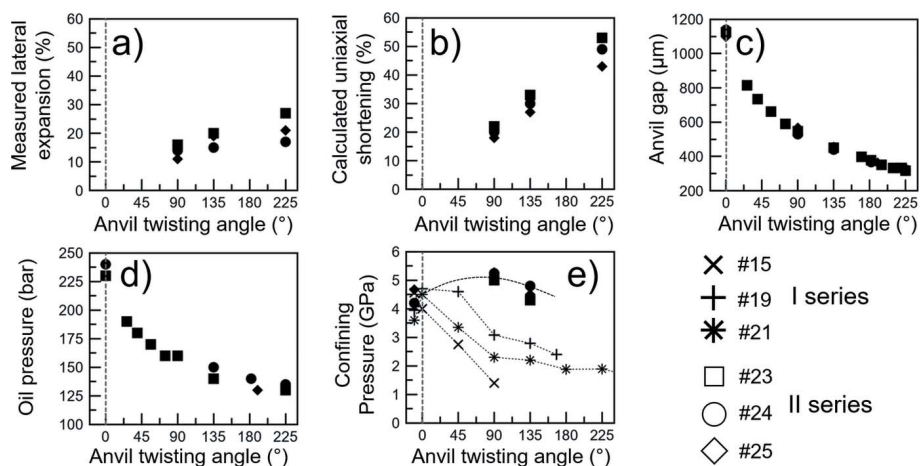 a)
Measured lateral
expansion (%)
60
50
40
30
20
10
0
0 45 90 135 180 225
Anvil twisting angle (°)
b)
Calculated uniaxial
shortening (%)
60
50
40
30
20
10
0
0 45 90 135 180 225
Anvil twisting angle (°)
c)
Anvil gap (µm)
1200
1000
800
600
400
200
0 45 90 135 180 225
Anvil twisting angle (°)
d)
Oil pressure (bar)
250
225
200
175
150
125
100
0 45 90 135 180 225
Anvil twisting angle (°)
e)
Confining
Pressure (GPa)
6
5
4
3
2
1
0
0 45 90 135 180 225
Anvil twisting angle (°)
#15
#19 I series
#21
#23
#24 II series
#25